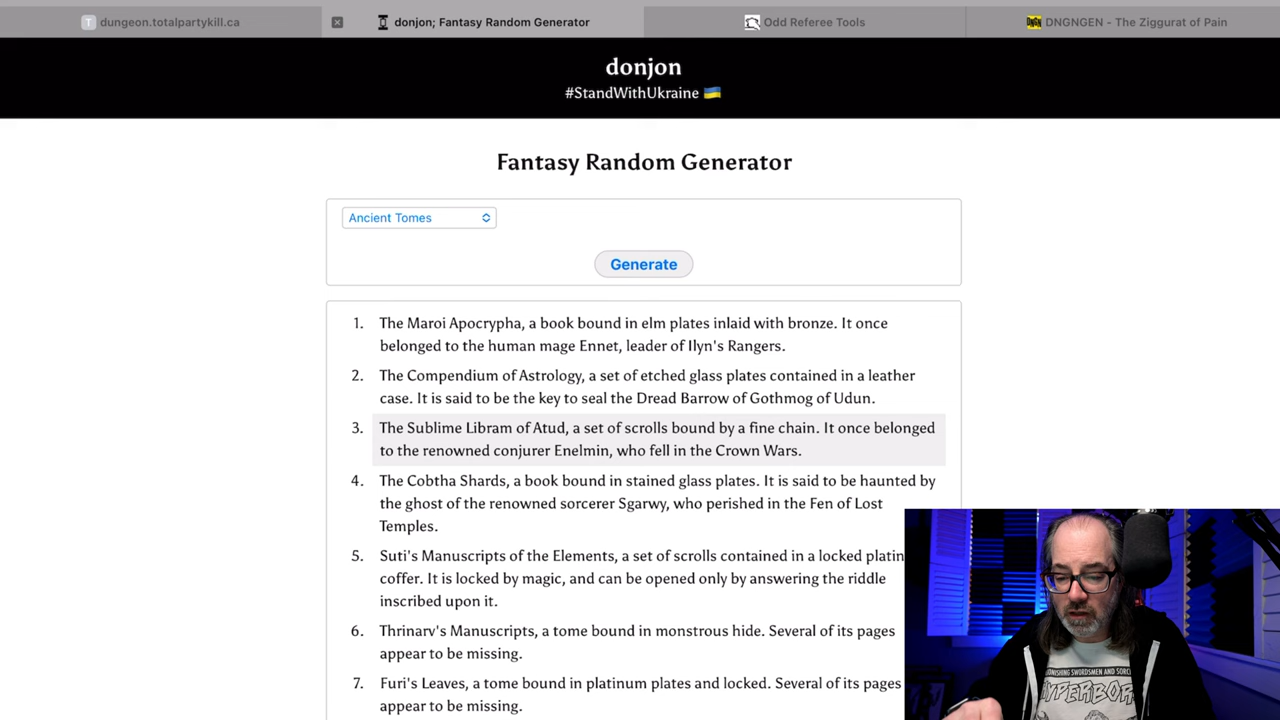 dungeon.totalpartykill.ca
donjon; Fantasy Random Generator
Odd Referee Tools
DNGNGEN - The Ziggurat of Pain
donjon
#StandWithUkraine 🇺🇦
Fantasy Random Generator
Ancient Tomes
Generate
1. The Maroi Apocrypha, a book bound in elm plates inlaid with bronze. It once
belonged to the human mage Ennet, leader of Ilyn's Rangers.
2. The Compendium of Astrology, a set of etched glass plates contained in a leather
case. It is said to be the key to seal the Dread Barrow of Gothmog of Udun.
3. The Sublime Libram of Atud, a set of scrolls bound by a fine chain. It once belonged
to the renowned conjurer Enelmin, who fell in the Crown Wars.
4. The Cobtha Shards, a book bound in stained glass plates. It is said to be haunted by
the ghost of the renowned sorcerer Sgarwy, who perished in the Fen of Lost
Temples.
5. Suti's Manuscripts of the Elements, a set of scrolls contained in a locked platin
coffer. It is locked by magic, and can be opened only by answering the riddle
inscribed upon it.
6. Thrinarv's Manuscripts, a tome bound in monstrous hide. Several of its pages
appear to be missing.
7. Furi's Leaves, a tome bound in platinum plates and locked. Several of its pages
appear to be missing.
SWORDSMEN AND
HYPERBOR